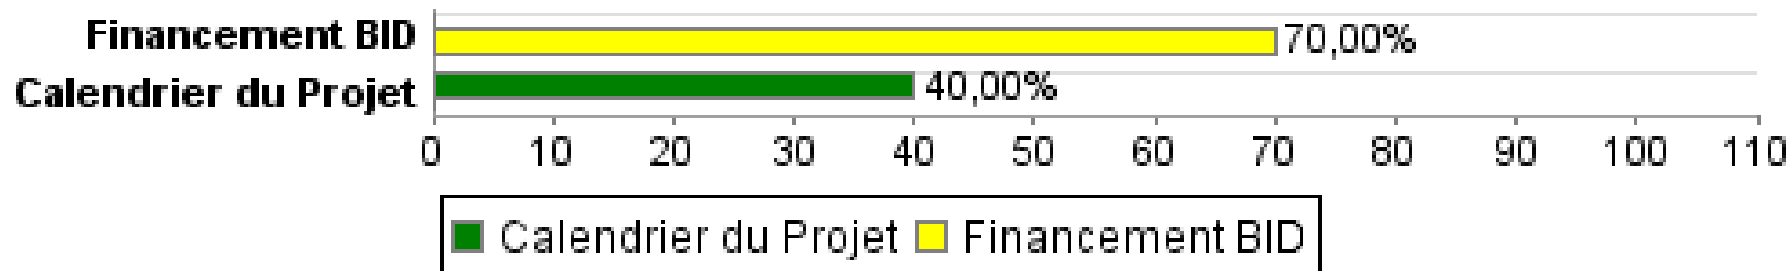 Financement BID
70,00%
Calendrier du Projet
40,00%
0 10 20 30 40 50 60 70 80 90 100 110
Calendrier du Projet Financement BID